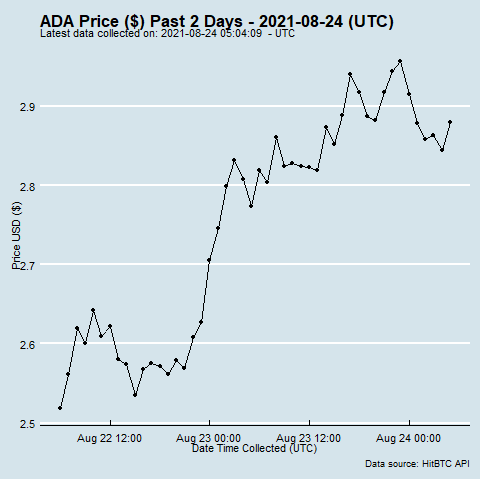 ADA Price ($) Past 2 Days - 2021-08-24 (UTC)
Latest data collected on: 2021-08-24 05:04:09  - UTC
Price USD ($)
2.9
2.8
2.7
2.6
2.5
Aug 22 12:00
Aug 23 00:00
Aug 23 12:00
Aug 24 00:00
Date Time Collected (UTC)
Data source: HitBTC API